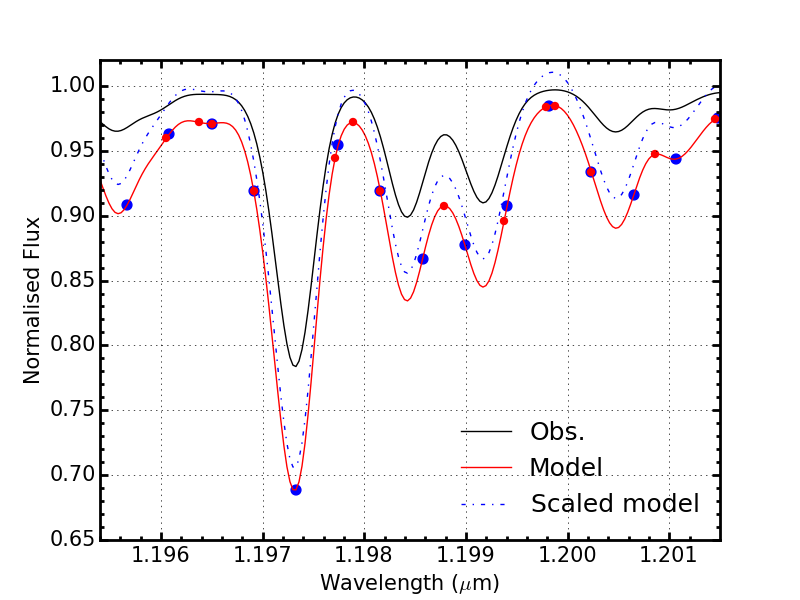 1.00
0.95
0.90
0.85
0.80
0.75
0.70
0.65
Normalised Flux
Obs.
Model
Scaled model
1.196 1.197 1.198 1.199 1.200 1.201
Wavelength (μm)